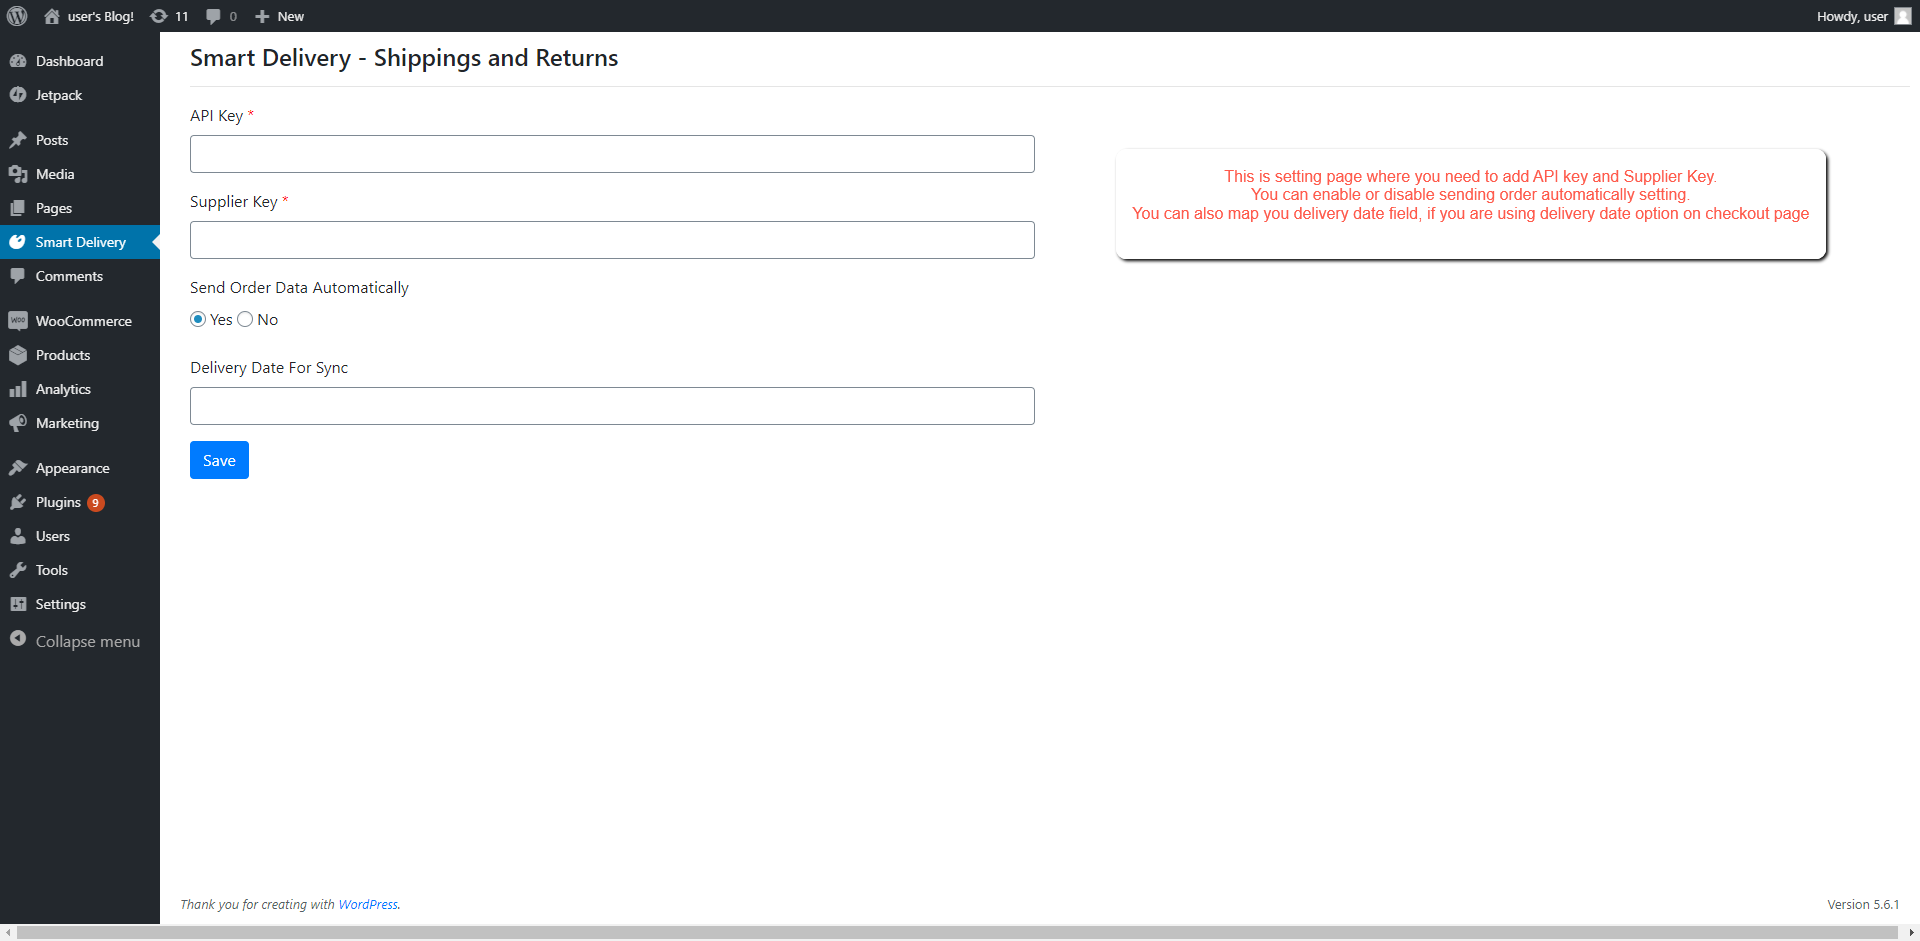 user's Blog!
11
0
New
Howdy, user
Dashboard
Jetpack
Posts
Media
Pages
Smart Delivery
Comments
WooCommerce
Products
Analytics
Marketing
Appearance
Plugins 9
Users
Tools
Settings
Collapse menu
Smart Delivery - Shippings and Returns
API Key *
Supplier Key *
Send Order Data Automatically
Yes No
Delivery Date For Sync
Save
This is setting page where you need to add API key and Supplier Key.
You can enable or disable sending order automatically setting.
You can also map you delivery date field, if you are using delivery date option on checkout page
Thank you for creating with WordPress.
Version 5.6.1